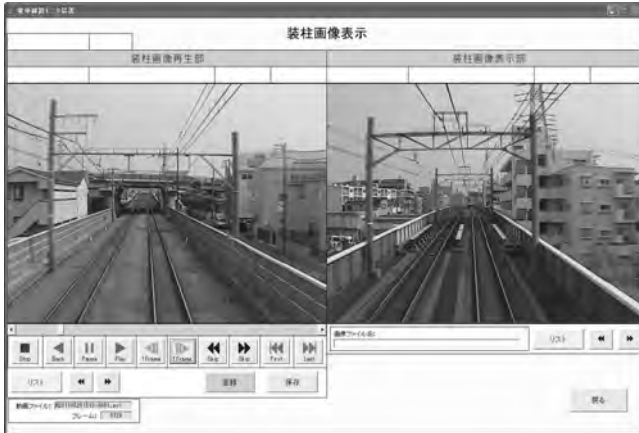 装柱画像表示
装柱画像再生部
装柱画像表示部
Stop
Back
Pause
Play
1Frame
1Frame
Skip
Skip
First
Last
画像ファイル名:
リスト
リスト
登録
保存
戻る
動画ファイル:
フレーム: